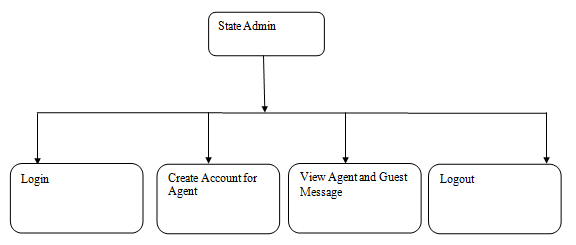 State Admin
Login
Create Account for
Agent
View Agent and Guest
Message
Logout